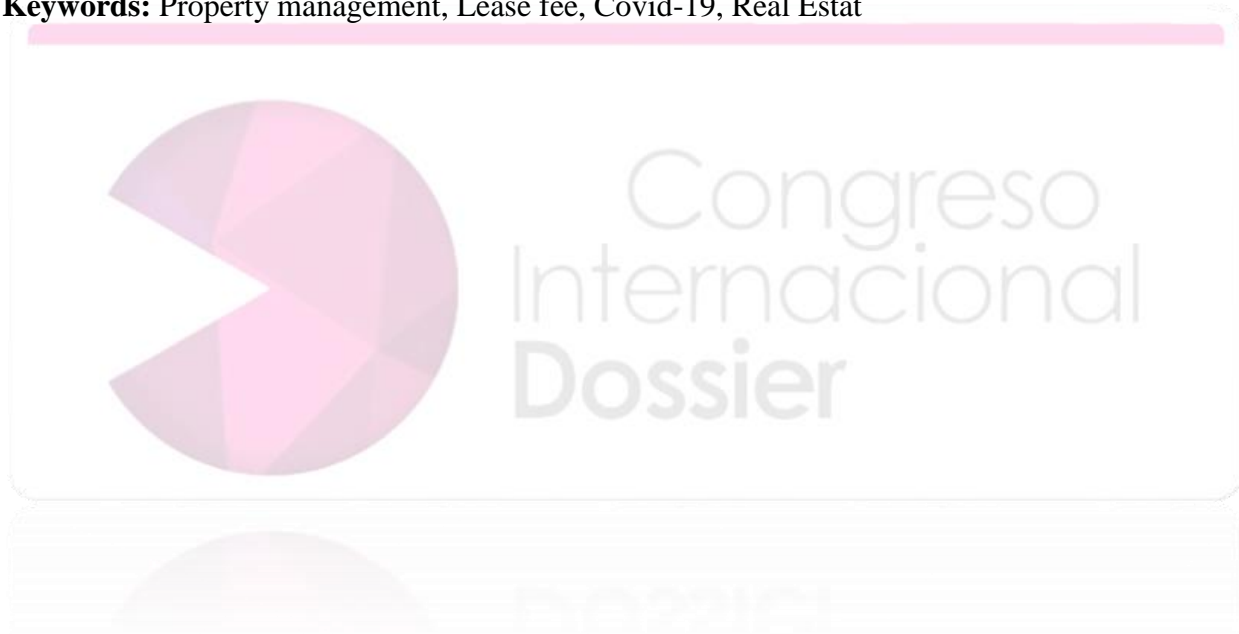 Keywords: Property management, Lease fee, Covid-19, Real Estat
Congreso
Internacional
Dossier